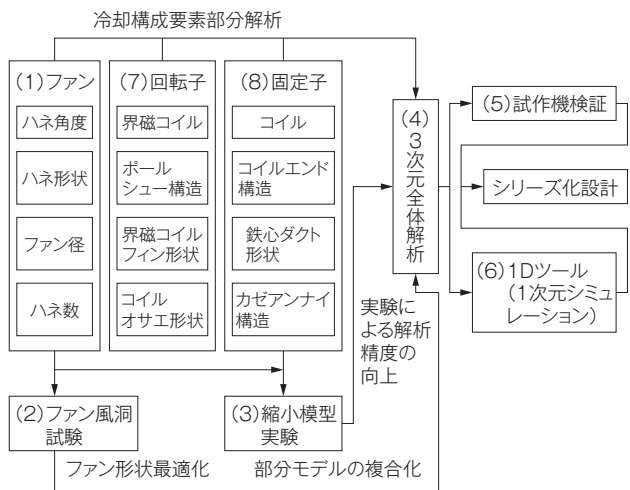 冷却構成要素部分解析
(1)ファン
ハネ角度
ハネ形状
ファン径
ハネ数
(7)回転子
界磁コイル
ポール
シュー構造
界磁コイル
フィン形状
コイル
オサエ形状
(8)固定子
コイル
コイルエンド
構造
鉄心ダクト
形状
カゼアンナイ
構造
(2)ファン風洞
試験
(3)縮小模型
実験
ファン形状最適化
部分モデルの複合化
実験に
よる解析
精度の
向上
(4)3次元全体解析
(5)試作機検証
シリーズ化設計
(6)1Dツール
(1次元シミュ
レーション)